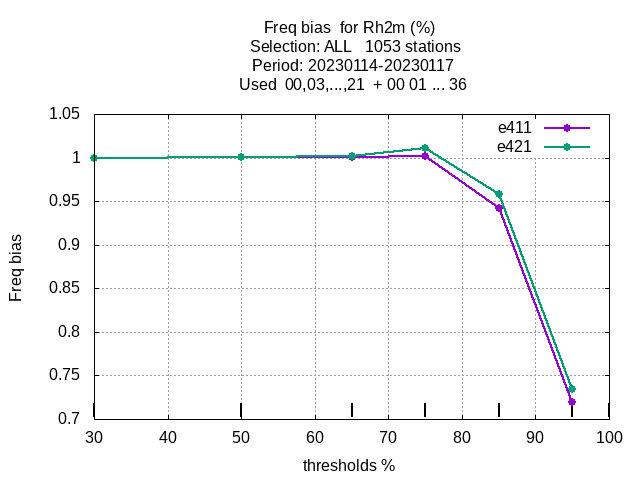 Freq bias  for Rh2m (%)
Selection: ALL   1053 stations
Period: 20230114-20230117
Used  00,03,...,21  + 00 01 ... 36
1.05
1
0.95
0.9
0.85
0.8
0.75
0.7
Freq bias
e411
e421
30 40 50 60 70 80 90 100
thresholds %